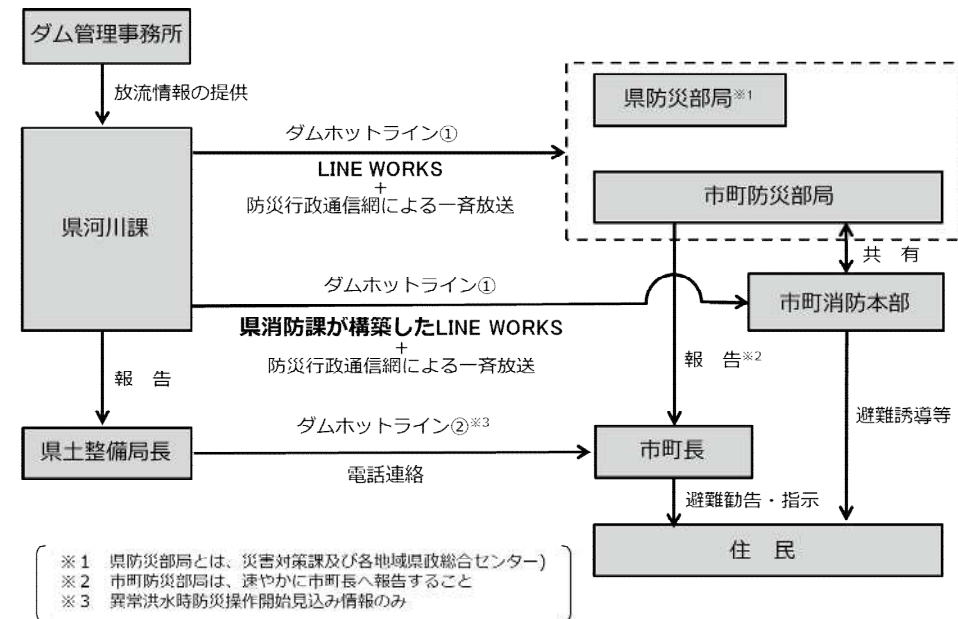 ダム管理事務所
放流情報の提供
県防災部局※1
ダムホットライン①
LINE WORKS
+
防災行政通信網による一斉放送
市町防災部局
県河川課
共　有
ダムホットライン①
市町消防本部
県消防課が構築したLINE WORKS
+
防災行政通信網による一斉放送
報　告※2
報　告
避難誘導等
ダムホットライン②※3
県土整備局長
市町長
電話連絡
避難勧告・指示
住　民
※１　県防災部局とは、災害対策課及び各地域県政総合センター)
※２　市町防災部局は、速やかに市町長へ報告すること
※３　異常洪水時防災操作開始見込み情報のみ